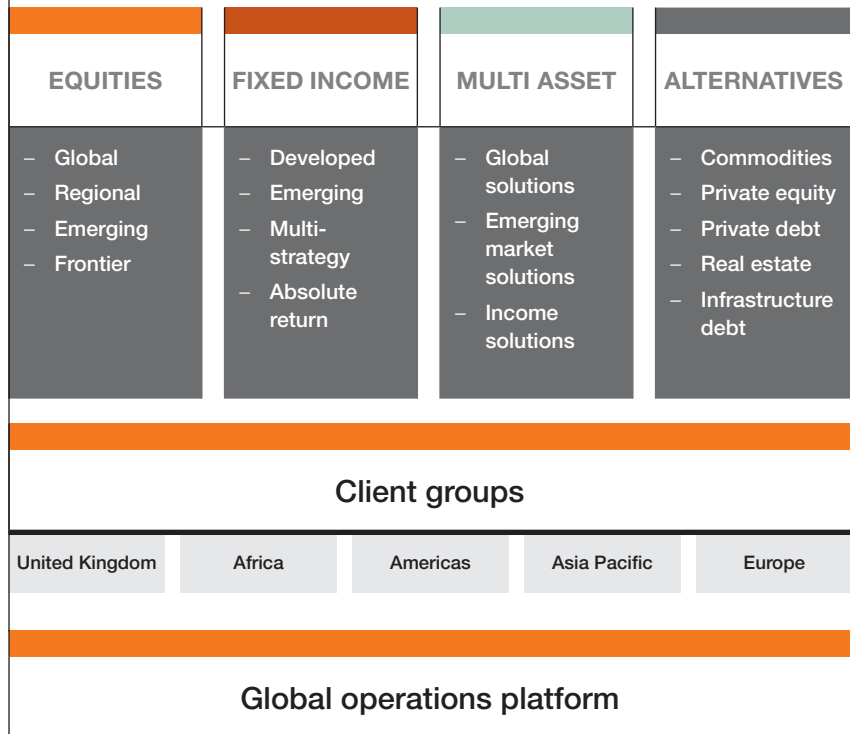 EQUITIES
– Global
– Regional
– Emerging
– Frontier
FIXED INCOME
– Developed
– Emerging
– Multi-
strategy
– Absolute
return
MULTI ASSET
– Global
solutions
– Emerging
market
solutions
– Income
solutions
ALTERNATIVES
– Commodities
– Private equity
– Private debt
– Real estate
– Infrastructure
debt
Client groups
United Kingdom
Africa
Americas
Asia Pacific
Europe
Global operations platform